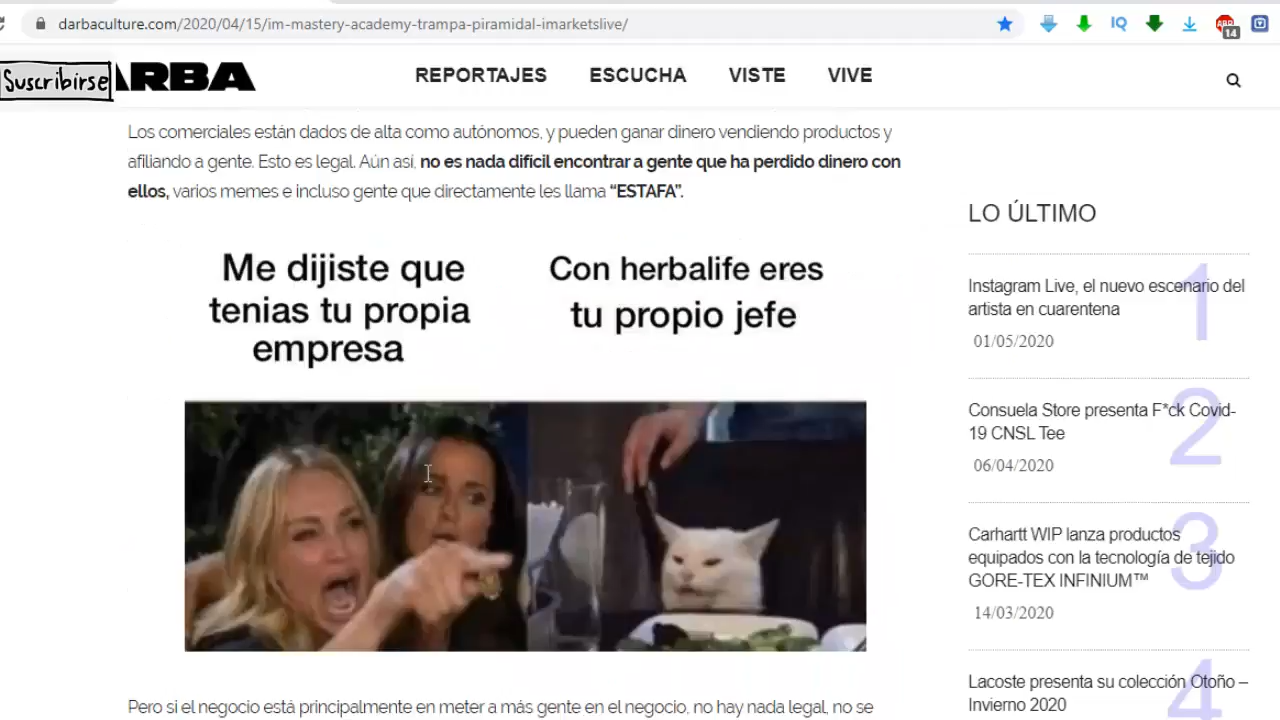 darbaculture.com/2020/04/15/im-mastery-academy-trampa-piramidal-imarketslive/
IQ
ABP
14
Suscribirse
ARBA
REPORTAJES ESCUCHA VISTE VIVE
Los comerciales están dados de alta como autónomos, y pueden ganar dinero vendiendo productos y
afiliando a gente. Esto es legal. Aún así, no es nada difícil encontrar a gente que ha perdido dinero con
ellos, varios memes e incluso gente que directamente les llama “ESTAFA”.
Me dijiste que
tenias tu propia
empresa
Con herbalife eres
tu propio jefe
Pero si el negocio está principalmente en meter a más gente en el negocio, no hay nada legal, no se
LO ÚLTIMO
1
Instagram Live, el nuevo escenario del
artista en cuarentena
01/05/2020
2
Consuela Store presenta F*ck Covid-
19 CNSL Tee
06/04/2020
3
Carhartt WIP lanza productos
equipados con la tecnología de tejido
GORE-TEX INFINIUM™
14/03/2020
4
Lacoste presenta su colección Otoño –
Invierno 2020